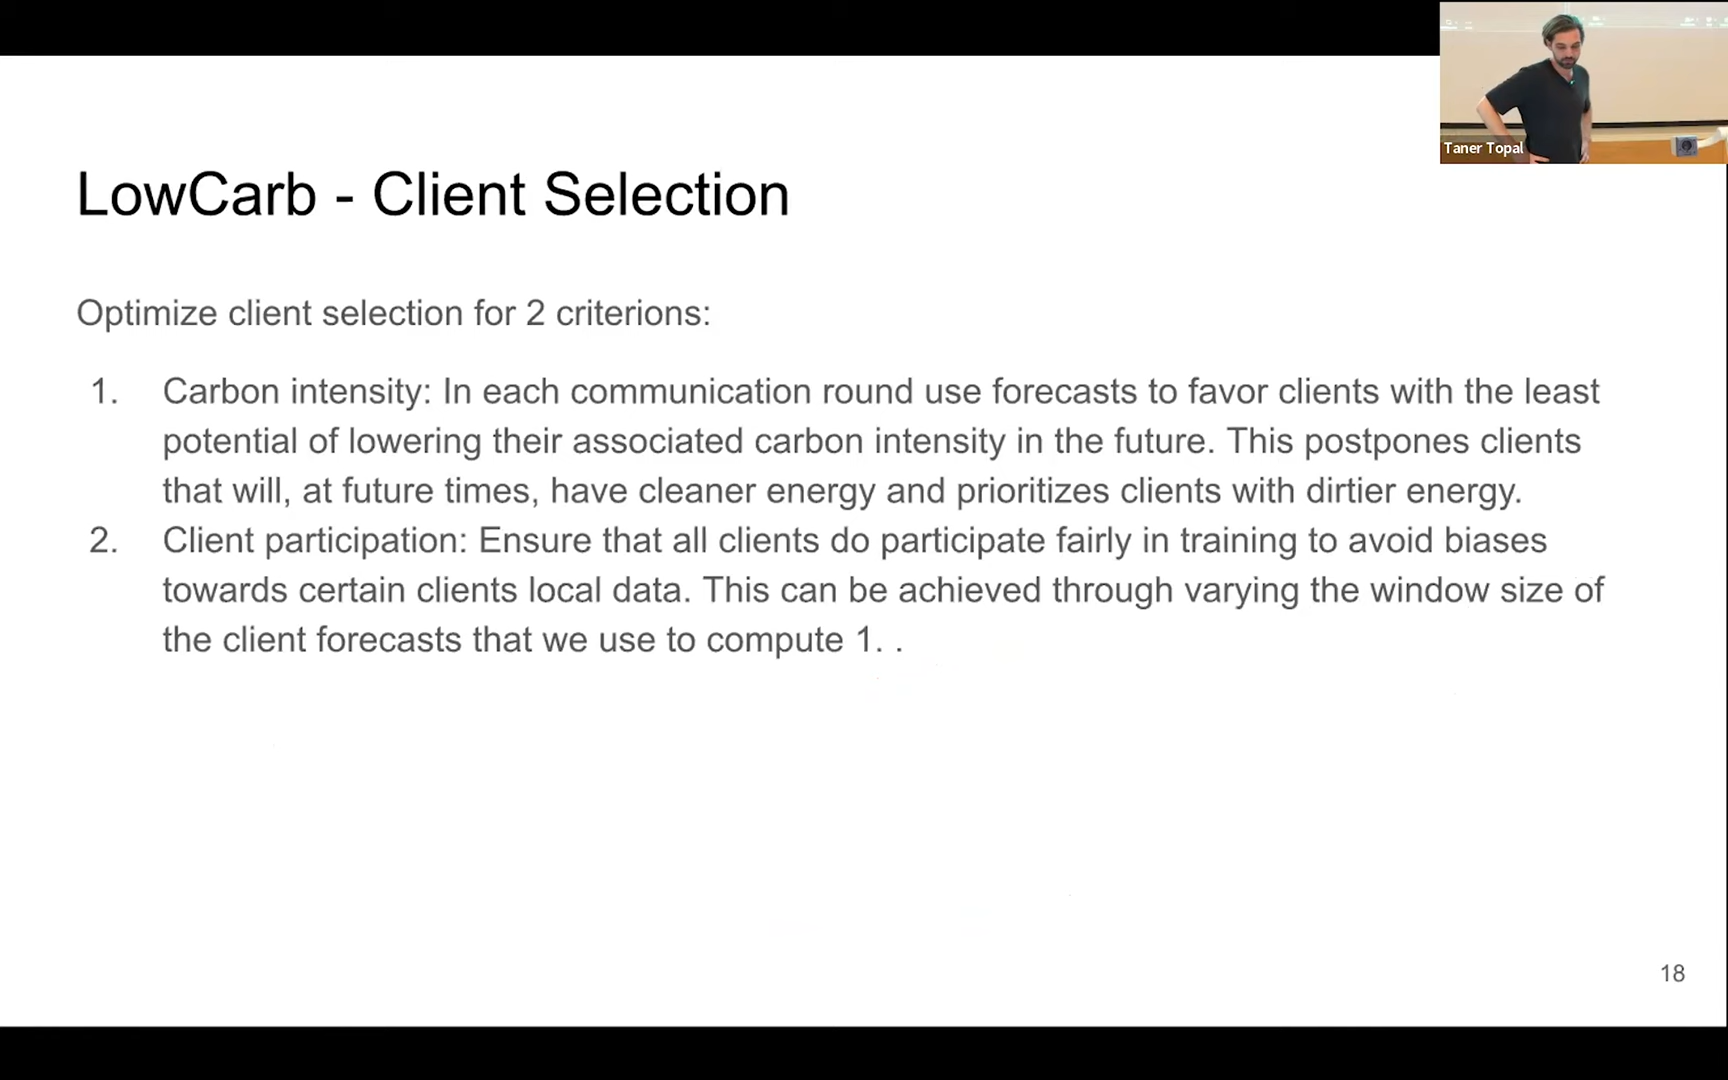 Taner Topal
LowCarb - Client Selection
Optimize client selection for 2 criterions:
1. Carbon intensity: In each communication round use forecasts to favor clients with the least
potential of lowering their associated carbon intensity in the future. This postpones clients
that will, at future times, have cleaner energy and prioritizes clients with dirtier energy.
2. Client participation: Ensure that all clients do participate fairly in training to avoid biases
towards certain clients local data. This can be achieved through varying the window size of
the client forecasts that we use to compute 1. .
18